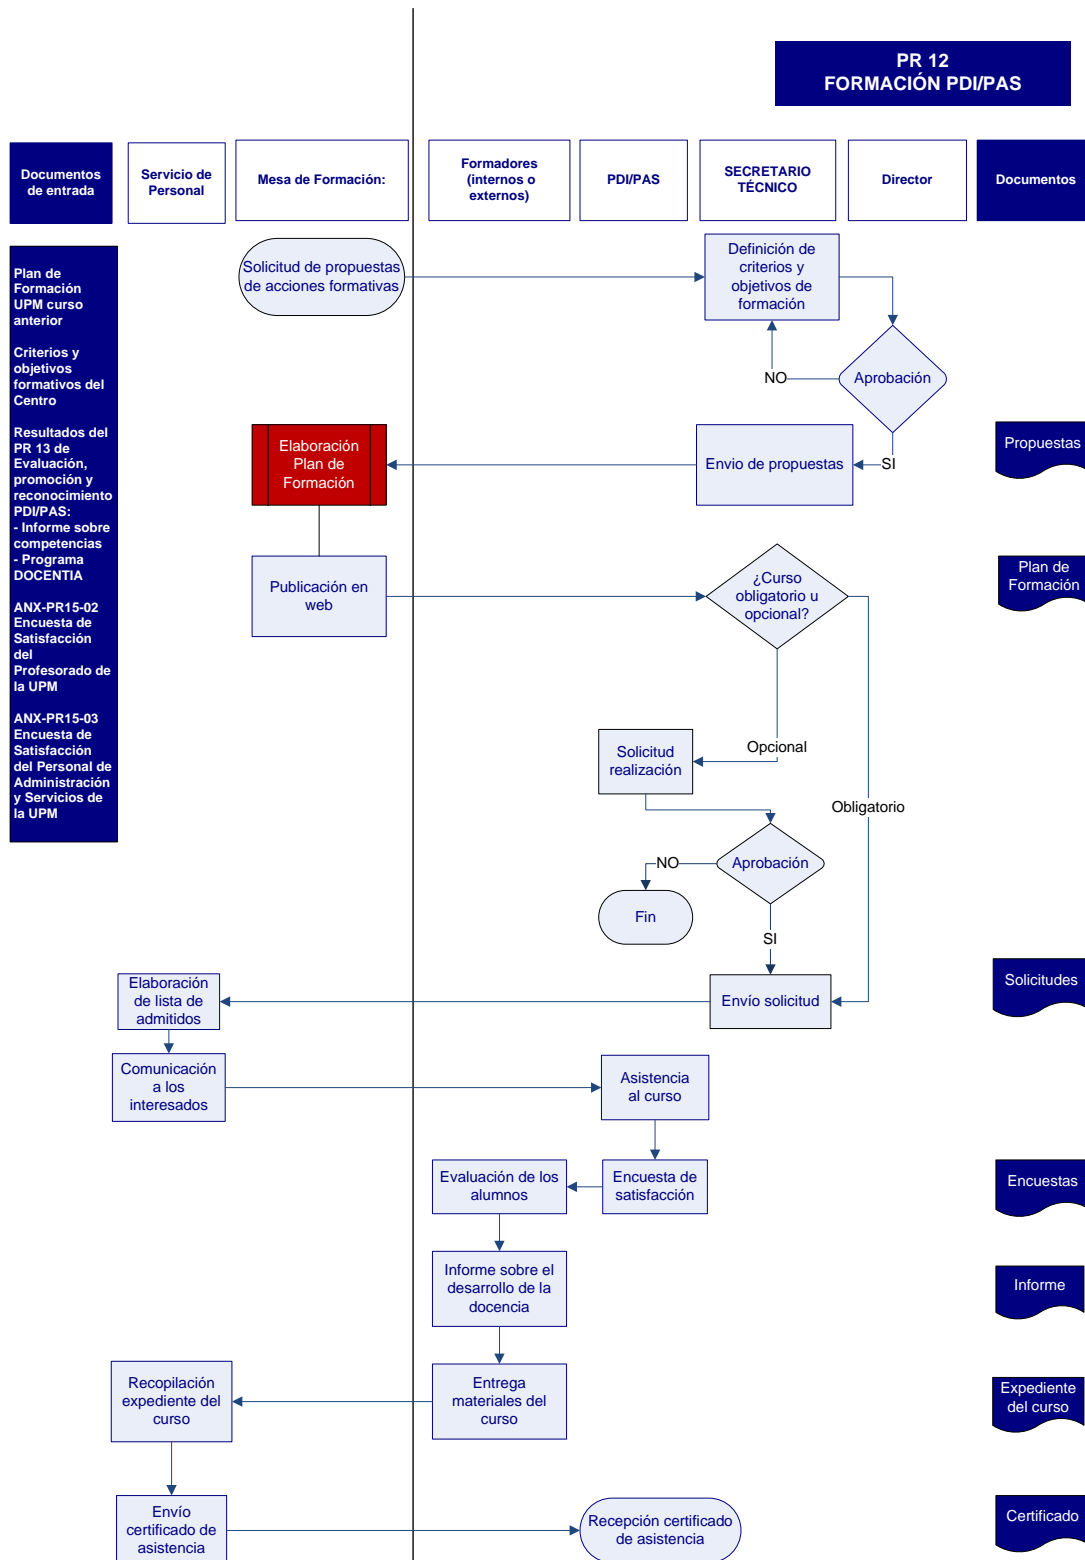 PR 12
FORMACIÓN PDI/PAS
Documentos
de entrada
Servicio de
Personal
Mesa de Formación:
Formadores
(internos o
externos)
PDI/PAS
SECRETARIO
TÉCNICO
Director
Documentos
Plan de
Formación
UPM curso
anterior
Criterios y
objetivos
formativos del
Centro
Resultados del
PR 13 de
Evaluación,
promoción y
reconocimiento
PDI/PAS:
- Informe sobre
competencias
- Programa
DOCENTIA
ANX-PR15-02
Encuesta de
Satisfacción
del
Profesorado de
la UPM
ANX-PR15-03
Encuesta de
Satisfacción
del Personal de
Administración
y Servicios de
la UPM
Solicitud de propuestas
de acciones formativas
Definición de
criterios y
objetivos de
formación
Aprobación
NO
SI
Elaboración
Plan de
Formación
Envio de propuestas
Propuestas
Publicación en
web
¿Curso
obligatorio u
opcional?
Plan de
Formación
Opcional
Solicitud
realización
Obligatorio
Aprobación
NO
Fin
SI
Elaboración
de lista de
admitidos
Envío solicitud
Solicitudes
Comunicación
a los
interesados
Asistencia
al curso
Evaluación de los
alumnos
Encuesta de
satisfacción
Encuestas
Informe sobre el
desarrollo de la
docencia
Informe
Recopilación
expediente del
curso
Entrega
materiales del
curso
Expediente
del curso
Envío
certificado de
asistencia
Recepción certificado
de asistencia
Certificado